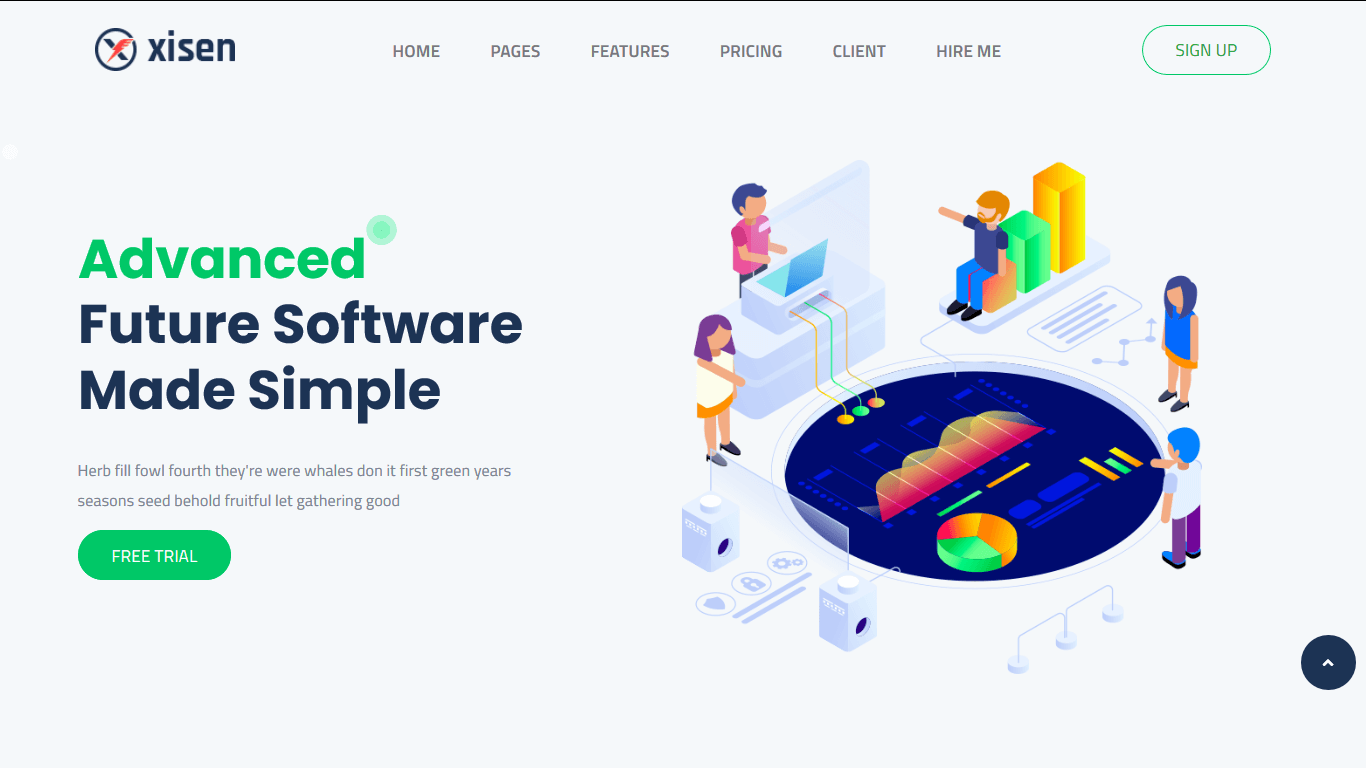 xisen
HOME PAGES FEATURES PRICING CLIENT HIRE ME
SIGN UP
Advanced
Future Software
Made Simple
Herb fill fowl fourth they're were whales don it first green years
seasons seed behold fruitful let gathering good
FREE TRIAL